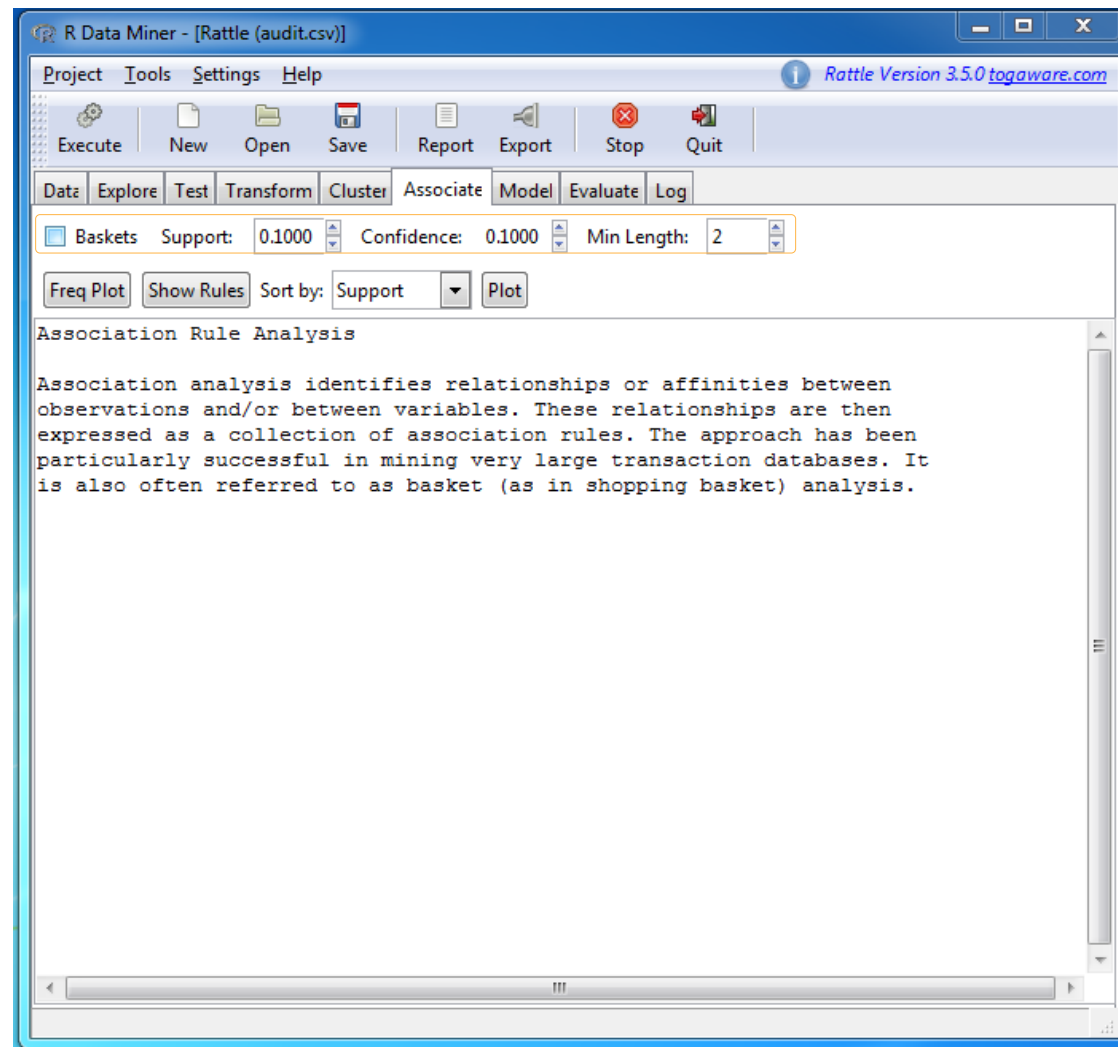 R Data Miner - [Rattle (audit.csv)]
Project Tools Settings Help Rattle Version 3.5.0 togaware.com
Execute New Open Save Report Export Stop Quit
Data Explore Test Transform Cluster Associate Model Evaluate Log
Baskets Support: 0.1000 Confidence: 0.1000 Min Length: 2
Freq Plot Show Rules Sort by: Support Plot
Association Rule Analysis
Association analysis identifies relationships or affinities between
observations and/or between variables. These relationships are then
expressed as a collection of association rules. The approach has been
particularly successful in mining very large transaction databases. It
is also often referred to as basket (as in shopping basket) analysis.